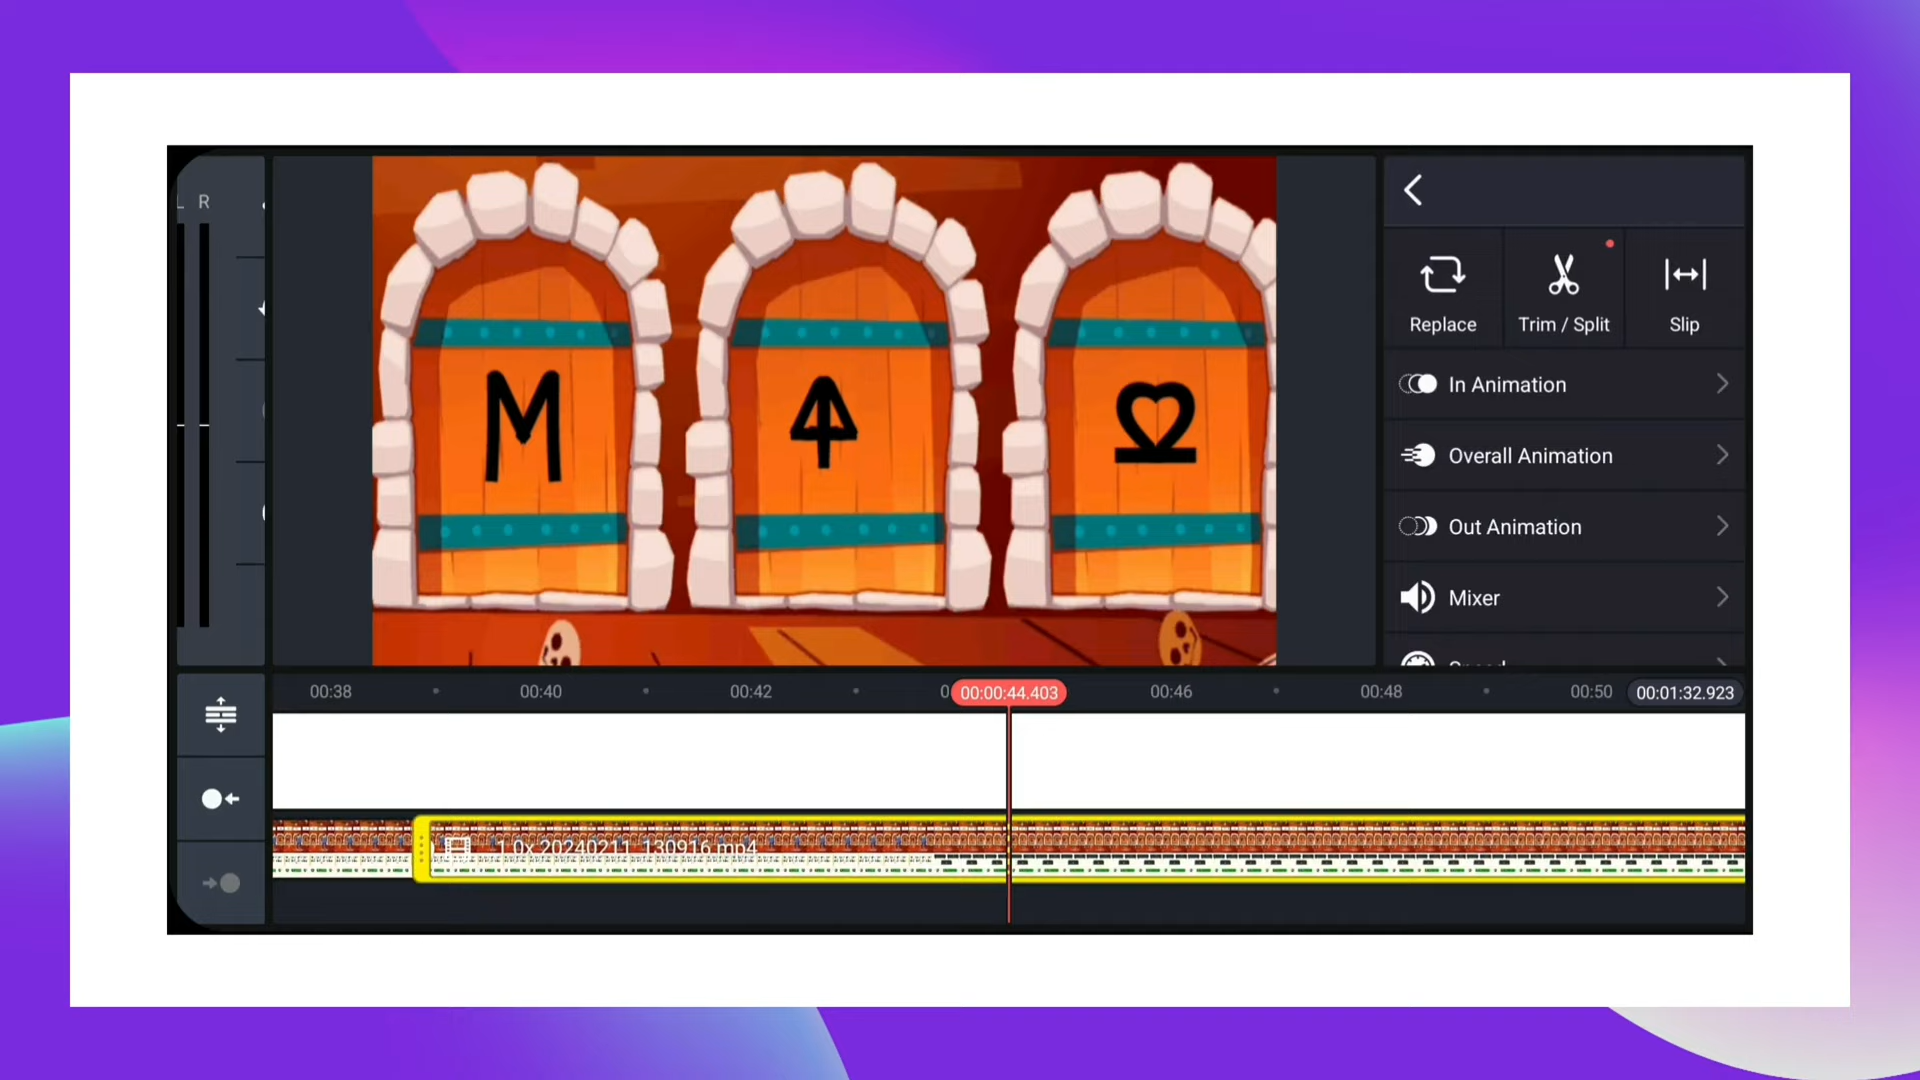 L R
Replace
Trim / Split
Slip
In Animation
Overall Animation
Out Animation
Mixer
Speed
00:38
00:40
00:42
00:00:44.403
00:46
00:48
00:50
00:01:32.923
1.0x 20240211_130916.mp4